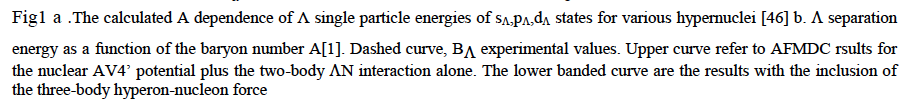 Fig1 a .The calculated A dependence of Λ single particle energies of sΛ,pΛ,dΛ states for various hypernuclei [46] b. Λ separation
energy as a function of the baryon number A[1]. Dashed curve, BΛ experimental values. Upper curve refer to AFMDC rsults for
the nuclear AV4’ potential plus the two-body ΛN interaction alone. The lower banded curve are the results with the inclusion of
the three-body hyperon-nucleon force